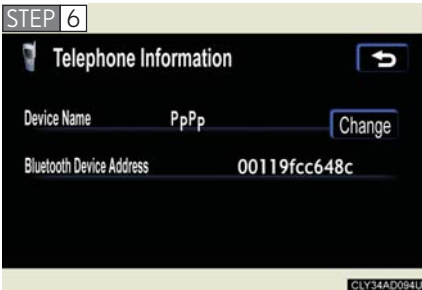 STEP 6
Telephone Information
Device Name PpPp Change
Bluetooth Device Address 00119fcc648c
CLY34AD094U